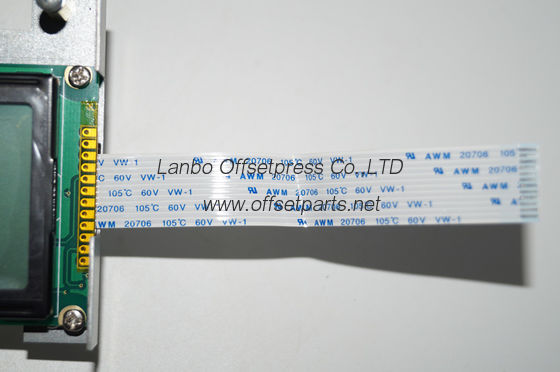 Lanbo Offsetpress Co.,LTD
www.offsetparts.net
VW 1 AWM 20706 105℃ 60V VW-1 AWM 20706 105
AWM 20706 105℃ 60V VW-1 AWM
105℃ 60V VW-1 AWM 20706 105℃ 60V VW-1
20706 105℃ 60V VW-1 AWM 20706 105℃ 60V VW-1
AWM 20706 105℃ 60V VW-1 AWM 20706 105℃ 60V VW-1